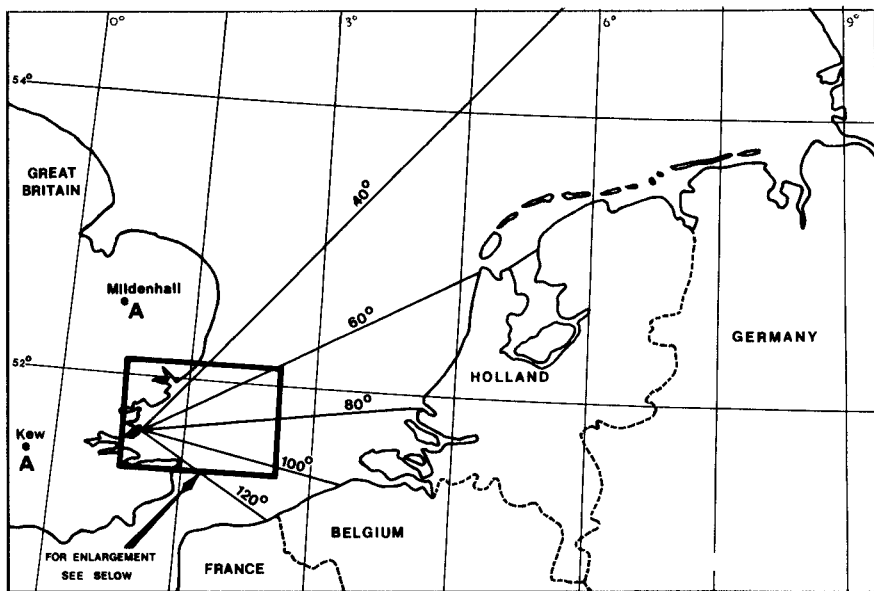 0°
3°
6°
9°
54°
GREAT
BRITAIN
40°
Mildenhall
A
60°
GERMANY
52°
HOLLAND
80°
Kew
A
100°
120°
BELGIUM
FOR ENLARGEMENT
SEE SELOW
FRANCE